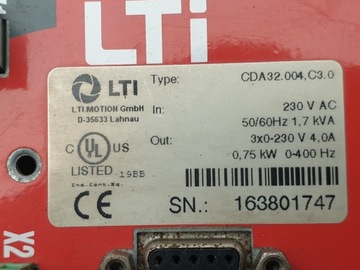 LTi
LTi
LTI.MOTION GmbH
D-35633 Lahnau
Type: CDA32.004,C3.0
In: 230 V AC
50/60Hz 1,7 kVA
Out: 3x0-230 V 4,0A
0,75 kW 0-400 Hz
C UL US
LISTED 19BB
Ind.Cont.Eq.
CE
SN.: 163801747
X2